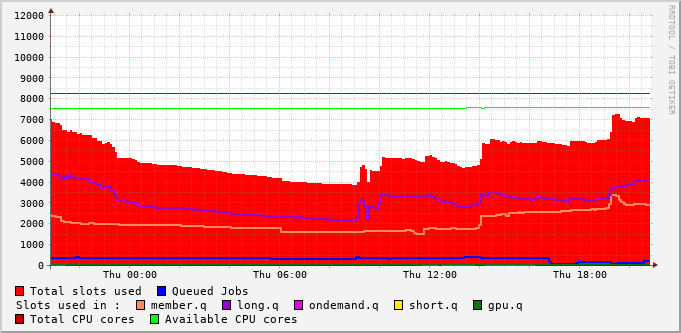 12000
11000
10000
9000
8000
7000
6000
5000
4000
3000
2000
1000
0
Thu 00:00 Thu 06:00 Thu 12:00 Thu 18:00
RRDTOOL / TOBI OETIKER
Total slots used Queued Jobs
Slots used in : member.q long.q ondemand.q short.q gpu.q
Total CPU cores Available CPU cores